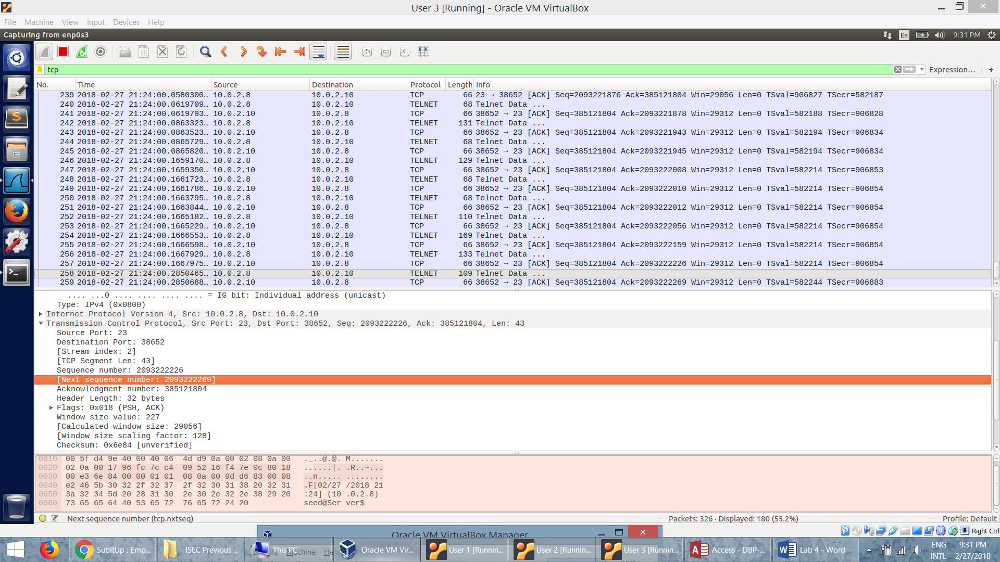 User 3 [Running] - Oracle VM VirtualBox
File Machine View Input Devices Help
Capturing from enp0s3
En
9:31 PM
tcp
Expression…
+
No. Time Source Destination Protocol Length Info
239 2018-02-27 21:24:00.0580300… 10.0.2.8 10.0.2.10 TCP 66 23 → 38652 [ACK] Seq=2093221876 Ack=385121804 Win=29056 Len=0 TSval=906827 TSecr=582187
240 2018-02-27 21:24:00.0619709… 10.0.2.8 10.0.2.10 TELNET 68 Telnet Data ...
241 2018-02-27 21:24:00.0619793… 10.0.2.10 10.0.2.8 TCP 66 38652 → 23 [ACK] Seq=385121804 Ack=2093221878 Win=29312 Len=0 TSval=582188 TSecr=906828
242 2018-02-27 21:24:00.0863323… 10.0.2.8 10.0.2.10 TELNET 131 Telnet Data ...
243 2018-02-27 21:24:00.0863523… 10.0.2.10 10.0.2.8 TCP 66 38652 → 23 [ACK] Seq=385121804 Ack=2093221943 Win=29312 Len=0 TSval=582194 TSecr=906834
244 2018-02-27 21:24:00.0865729… 10.0.2.8 10.0.2.10 TELNET 68 Telnet Data ...
245 2018-02-27 21:24:00.0865820… 10.0.2.10 10.0.2.8 TCP 66 38652 → 23 [ACK] Seq=385121804 Ack=2093221945 Win=29312 Len=0 TSval=582194 TSecr=906834
246 2018-02-27 21:24:00.1659170… 10.0.2.8 10.0.2.10 TELNET 129 Telnet Data ...
247 2018-02-27 21:24:00.1659350… 10.0.2.10 10.0.2.8 TCP 66 38652 → 23 [ACK] Seq=385121804 Ack=2093222008 Win=29312 Len=0 TSval=582214 TSecr=906853
248 2018-02-27 21:24:00.1661723… 10.0.2.8 10.0.2.10 TELNET 68 Telnet Data ...
249 2018-02-27 21:24:00.1661786… 10.0.2.10 10.0.2.8 TCP 66 38652 → 23 [ACK] Seq=385121804 Ack=2093222010 Win=29312 Len=0 TSval=582214 TSecr=906854
250 2018-02-27 21:24:00.1663795… 10.0.2.8 10.0.2.10 TELNET 68 Telnet Data ...
251 2018-02-27 21:24:00.1663844… 10.0.2.10 10.0.2.8 TCP 66 38652 → 23 [ACK] Seq=385121804 Ack=2093222012 Win=29312 Len=0 TSval=582214 TSecr=906854
252 2018-02-27 21:24:00.1665182… 10.0.2.8 10.0.2.10 TELNET 110 Telnet Data ...
253 2018-02-27 21:24:00.1665229… 10.0.2.10 10.0.2.8 TCP 66 38652 → 23 [ACK] Seq=385121804 Ack=2093222056 Win=29312 Len=0 TSval=582214 TSecr=906854
254 2018-02-27 21:24:00.1666553… 10.0.2.8 10.0.2.10 TELNET 169 Telnet Data ...
255 2018-02-27 21:24:00.1666598… 10.0.2.10 10.0.2.8 TCP 66 38652 → 23 [ACK] Seq=385121804 Ack=2093222159 Win=29312 Len=0 TSval=582214 TSecr=906854
256 2018-02-27 21:24:00.1667929… 10.0.2.8 10.0.2.10 TELNET 133 Telnet Data ...
257 2018-02-27 21:24:00.1667975… 10.0.2.10 10.0.2.8 TCP 66 38652 → 23 [ACK] Seq=385121804 Ack=2093222226 Win=29312 Len=0 TSval=582214 TSecr=906854
258 2018-02-27 21:24:00.2850465… 10.0.2.8 10.0.2.10 TELNET 109 Telnet Data ...
259 2018-02-27 21:24:00.2850688… 10.0.2.10 10.0.2.8 TCP 66 38652 → 23 [ACK] Seq=385121804 Ack=2093222269 Win=29312 Len=0 TSval=582244 TSecr=906883
.... ...0 .... .... .... .... = IG bit: Individual address (unicast)
Type: IPv4 (0x0800)
Internet Protocol Version 4, Src: 10.0.2.8, Dst: 10.0.2.10
Transmission Control Protocol, Src Port: 23, Dst Port: 38652, Seq: 2093222226, Ack: 385121804, Len: 43
Source Port: 23
Destination Port: 38652
[Stream index: 2]
[TCP Segment Len: 43]
Sequence number: 2093222226
[Next sequence number: 2093222269]
Acknowledgment number: 385121804
Header Length: 32 bytes
Flags: 0x018 (PSH, ACK)
Window size value: 227
[Calculated window size: 29056]
[Window size scaling factor: 128]
Checksum: 0x6e84 [unverified]
0010 00 5f d4 9e 40 00 40 06 4d d9 0a 00 02 08 0a 00 ._..@.@. M.......
0020 02 0a 00 17 96 fc 7c c4 09 52 16 f4 7e 0c 80 18 ......|. .R..~...
0030 00 e3 6e 84 00 00 01 01 08 0a 00 0d d6 83 00 08 ..n..... ........
0040 e2 46 5b 30 32 2f 32 37 2f 32 30 31 38 20 32 31 .F[02/27 /2018 21
0050 3a 32 34 5d 20 28 31 30 2e 30 2e 32 2e 38 29 20 :24] (10 .0.2.8)
0060 73 65 65 64 40 53 65 72 76 65 72 24 20 seed@Ser ver$
Next sequence number (tcp.nxtseq)
Packets: 326 · Displayed: 180 (55.2%)
Profile: Default
Oracle VM VirtualBox Manager
Right Ctrl
SubItUp : Emp...
ISEC Previous ...
This PC
Machine
Oracle VM Vir...
User 1 [Runnin...
User 2 [Runnin...
User 3 [Runnin...
Access - DBP-...
Lab 4 - Word
ENG
INTL
9:31 PM
2/27/2018